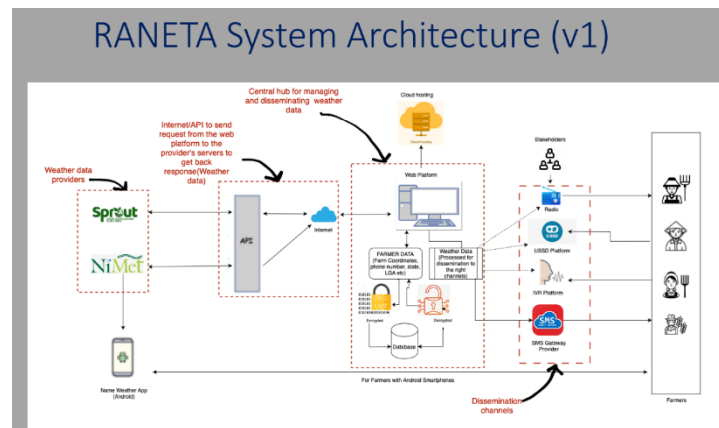 RANETA System Architecture (v1)
Central hub for managing
and disseminating weather
data
Cloud hosting
Internet/API to send
request from the web
platform to the
provider's servers to
get back
response(Weather
data)
Weather data
providers
Sprout
NiMet
API
Internet
Web Platform
FARMER DATA
(Farm Coordinates,
phone number, state,
LGA etc)
Weather Data
(Processed for
dissemination to
the right
channels)
Encrypted
Decrypted
Database
Stakeholders
Radio
USSD
USSD Platform
IVR Platform
SMS
SMS Gateway
Provider
Farmers
Name Weather App
(Android)
For Farmers with Android Smartphones
Dissemination
channels